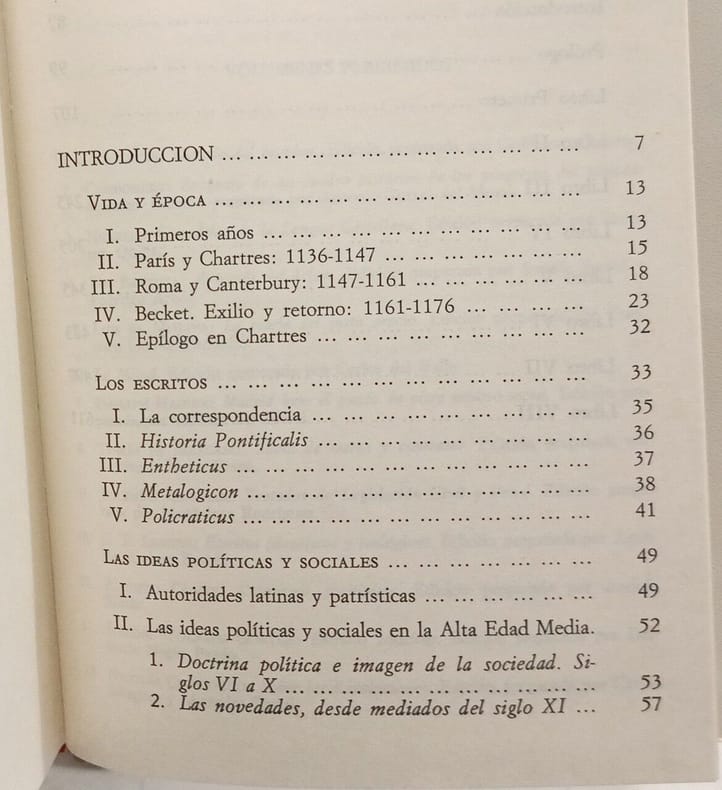 INTRODUCCION ... ... ... ... ... ... ... ... ... ... ... ... ... 7
VIDA Y ÉPOCA ... ... ... ... ... ... ... ... ... ... ... ... ... 13
I. Primeros años ... ... ... ... ... ... ... ... ... ... ... ... 13
II. París y Chartres: 1136-1147 ... ... ... ... ... ... ... 15
III. Roma y Canterbury: 1147-1161 ... ... ... ... ... ... 18
IV. Becket. Exilio y retorno: 1161-1176 ... ... ... ... 23
V. Epílogo en Chartres ... ... ... ... ... ... ... ... ... ... 32
LOS ESCRITOS ... ... ... ... ... ... ... ... ... ... ... ... ... 33
I. La correspondencia ... ... ... ... ... ... ... ... ... ... 35
II. Historia Pontificalis ... ... ... ... ... ... ... ... ... ... 36
III. Entheticus ... ... ... ... ... ... ... ... ... ... ... ... ... 37
IV. Metalogicon ... ... ... ... ... ... ... ... ... ... ... ... 38
V. Policraticus ... ... ... ... ... ... ... ... ... ... ... ... ... 41
LAS IDEAS POLÍTICAS Y SOCIALES ... ... ... ... ... ... ... ... 49
I. Autoridades latinas y patrísticas ... ... ... ... ... ... 49
II. Las ideas políticas y sociales en la Alta Edad Media. 52
1. Doctrina política e imagen de la sociedad. Si-
glos VI a X ... ... ... ... ... ... ... ... ... ... ... 53
2. Las novedades, desde mediados del siglo XI ... 57